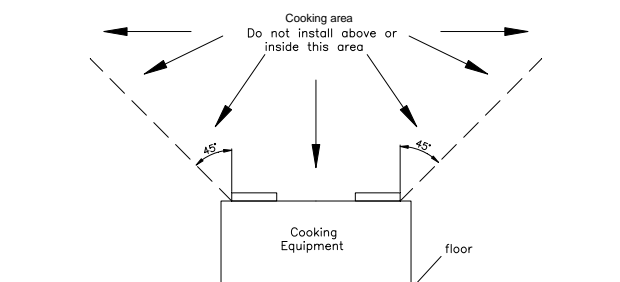 Cooking area
Do not install above or
inside this area
45°
45°
Cooking
Equipment
floor